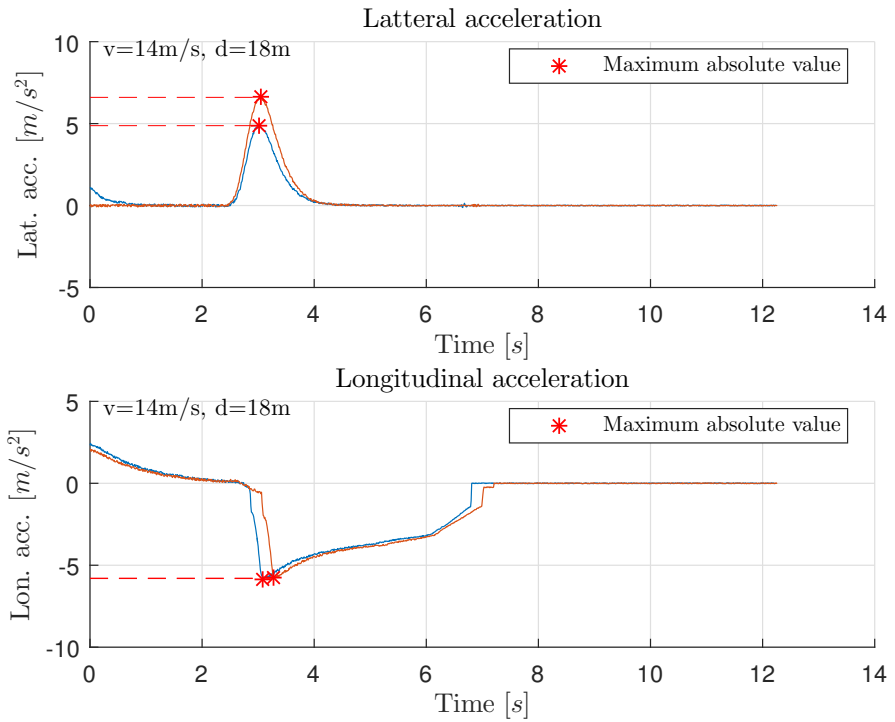 Latteral acceleration
v=14m/s, d=18m
Maximum absolute value
Lat. acc. [m/s²]
10
5
0
-5
0 2 4 6 8 10 12 14
Time [s]
Longitudinal acceleration
v=14m/s, d=18m
Maximum absolute value
Lon. acc. [m/s²]
5
0
-5
-10
0 2 4 6 8 10 12 14
Time [s]